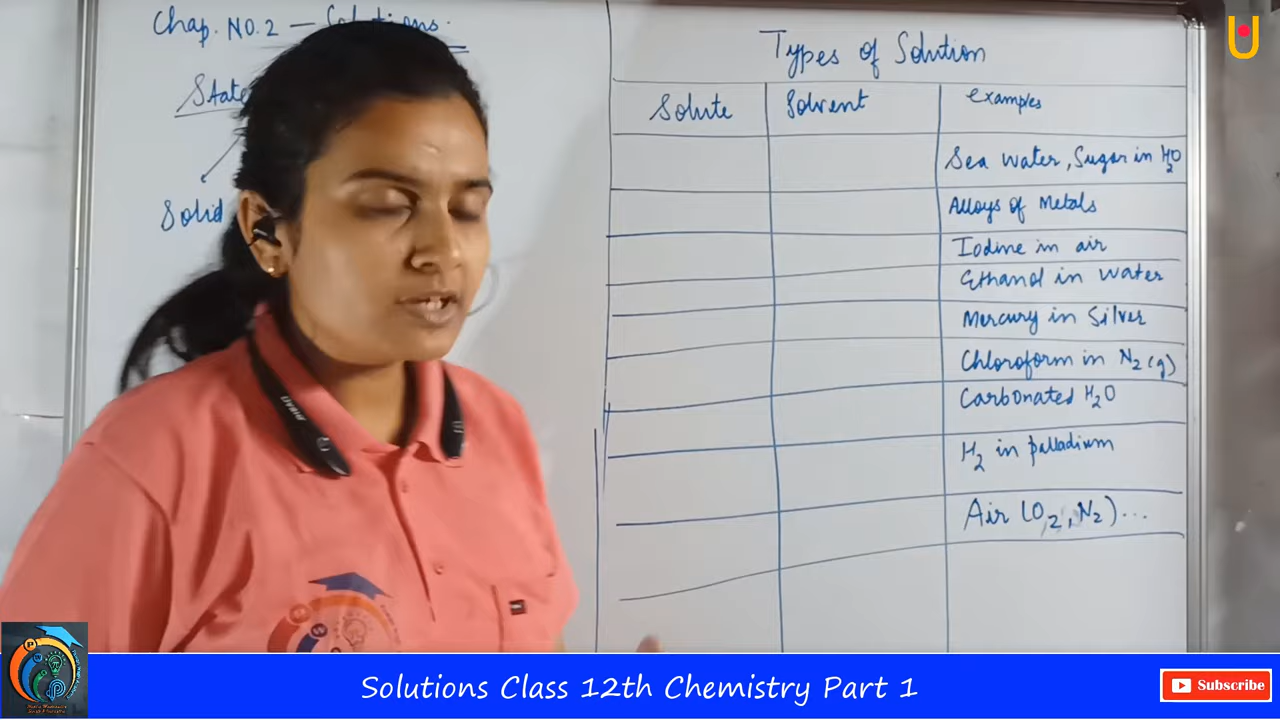 Chap. NO. 2 — Solutions.
State
Solid
Types of Solution
Solute Solvent examples
Sea water, Sugar in H2O
Alloys of Metals
Iodine in air
Ethanol in water
Mercury in Silver
Chloroform in N2(g)
Carbonated H2O
H2 in palladium
Air (O2, N2)...
Solutions Class 12th Chemistry Part 1
Subscribe